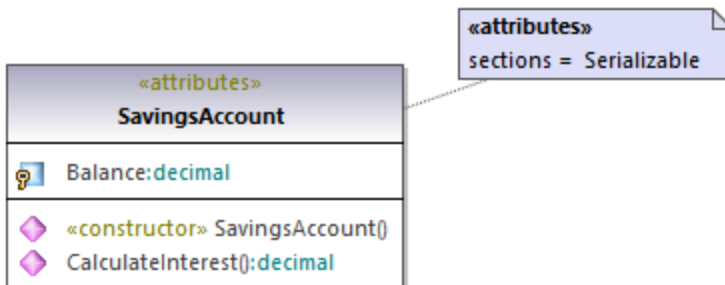 «attributes»
sections = Serializable
«attributes»
SavingsAccount
Balance:decimal
«constructor» SavingsAccount()
CalculateInterest():decimal